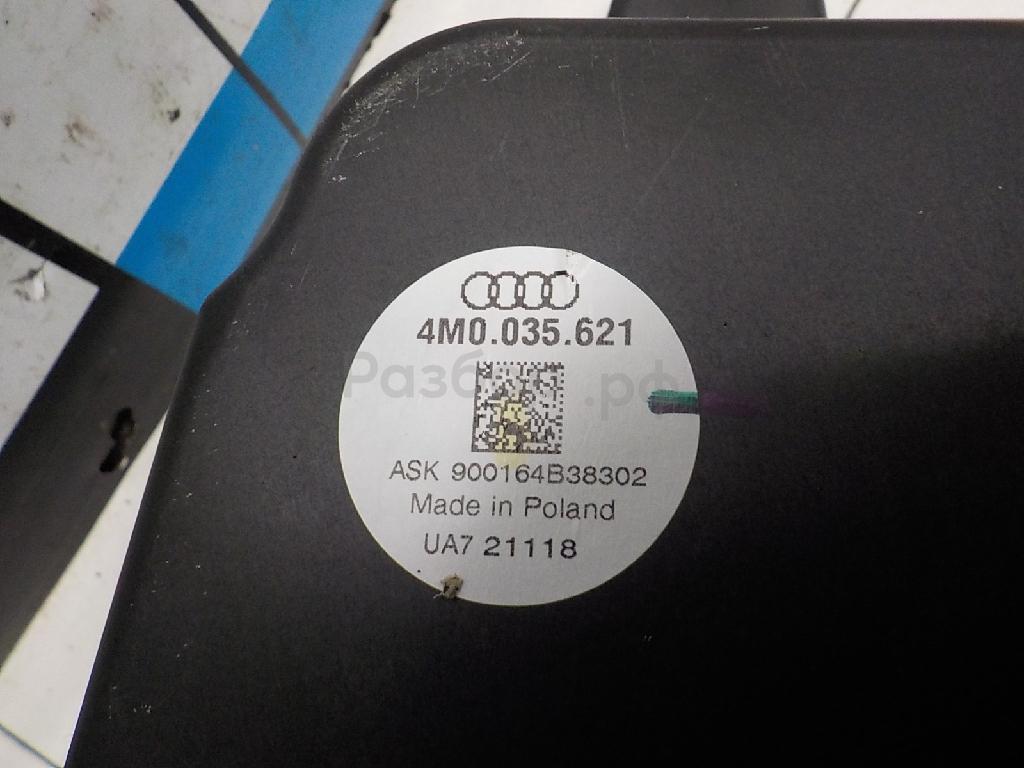 4M0.035.621
ASK 900164B38302
Made in Poland
UA7 21118